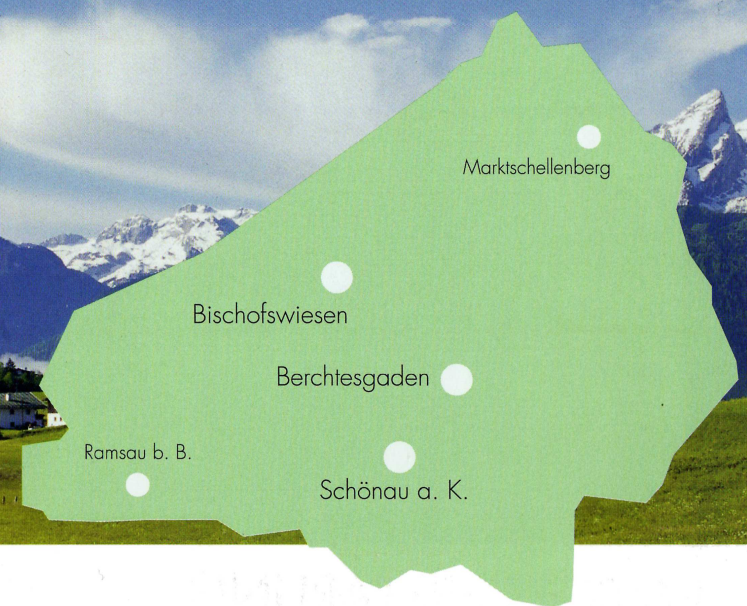 Marktschellenberg
Bischofswiesen
Berchtesgaden
Ramsau b. B.
Schönau a. K.